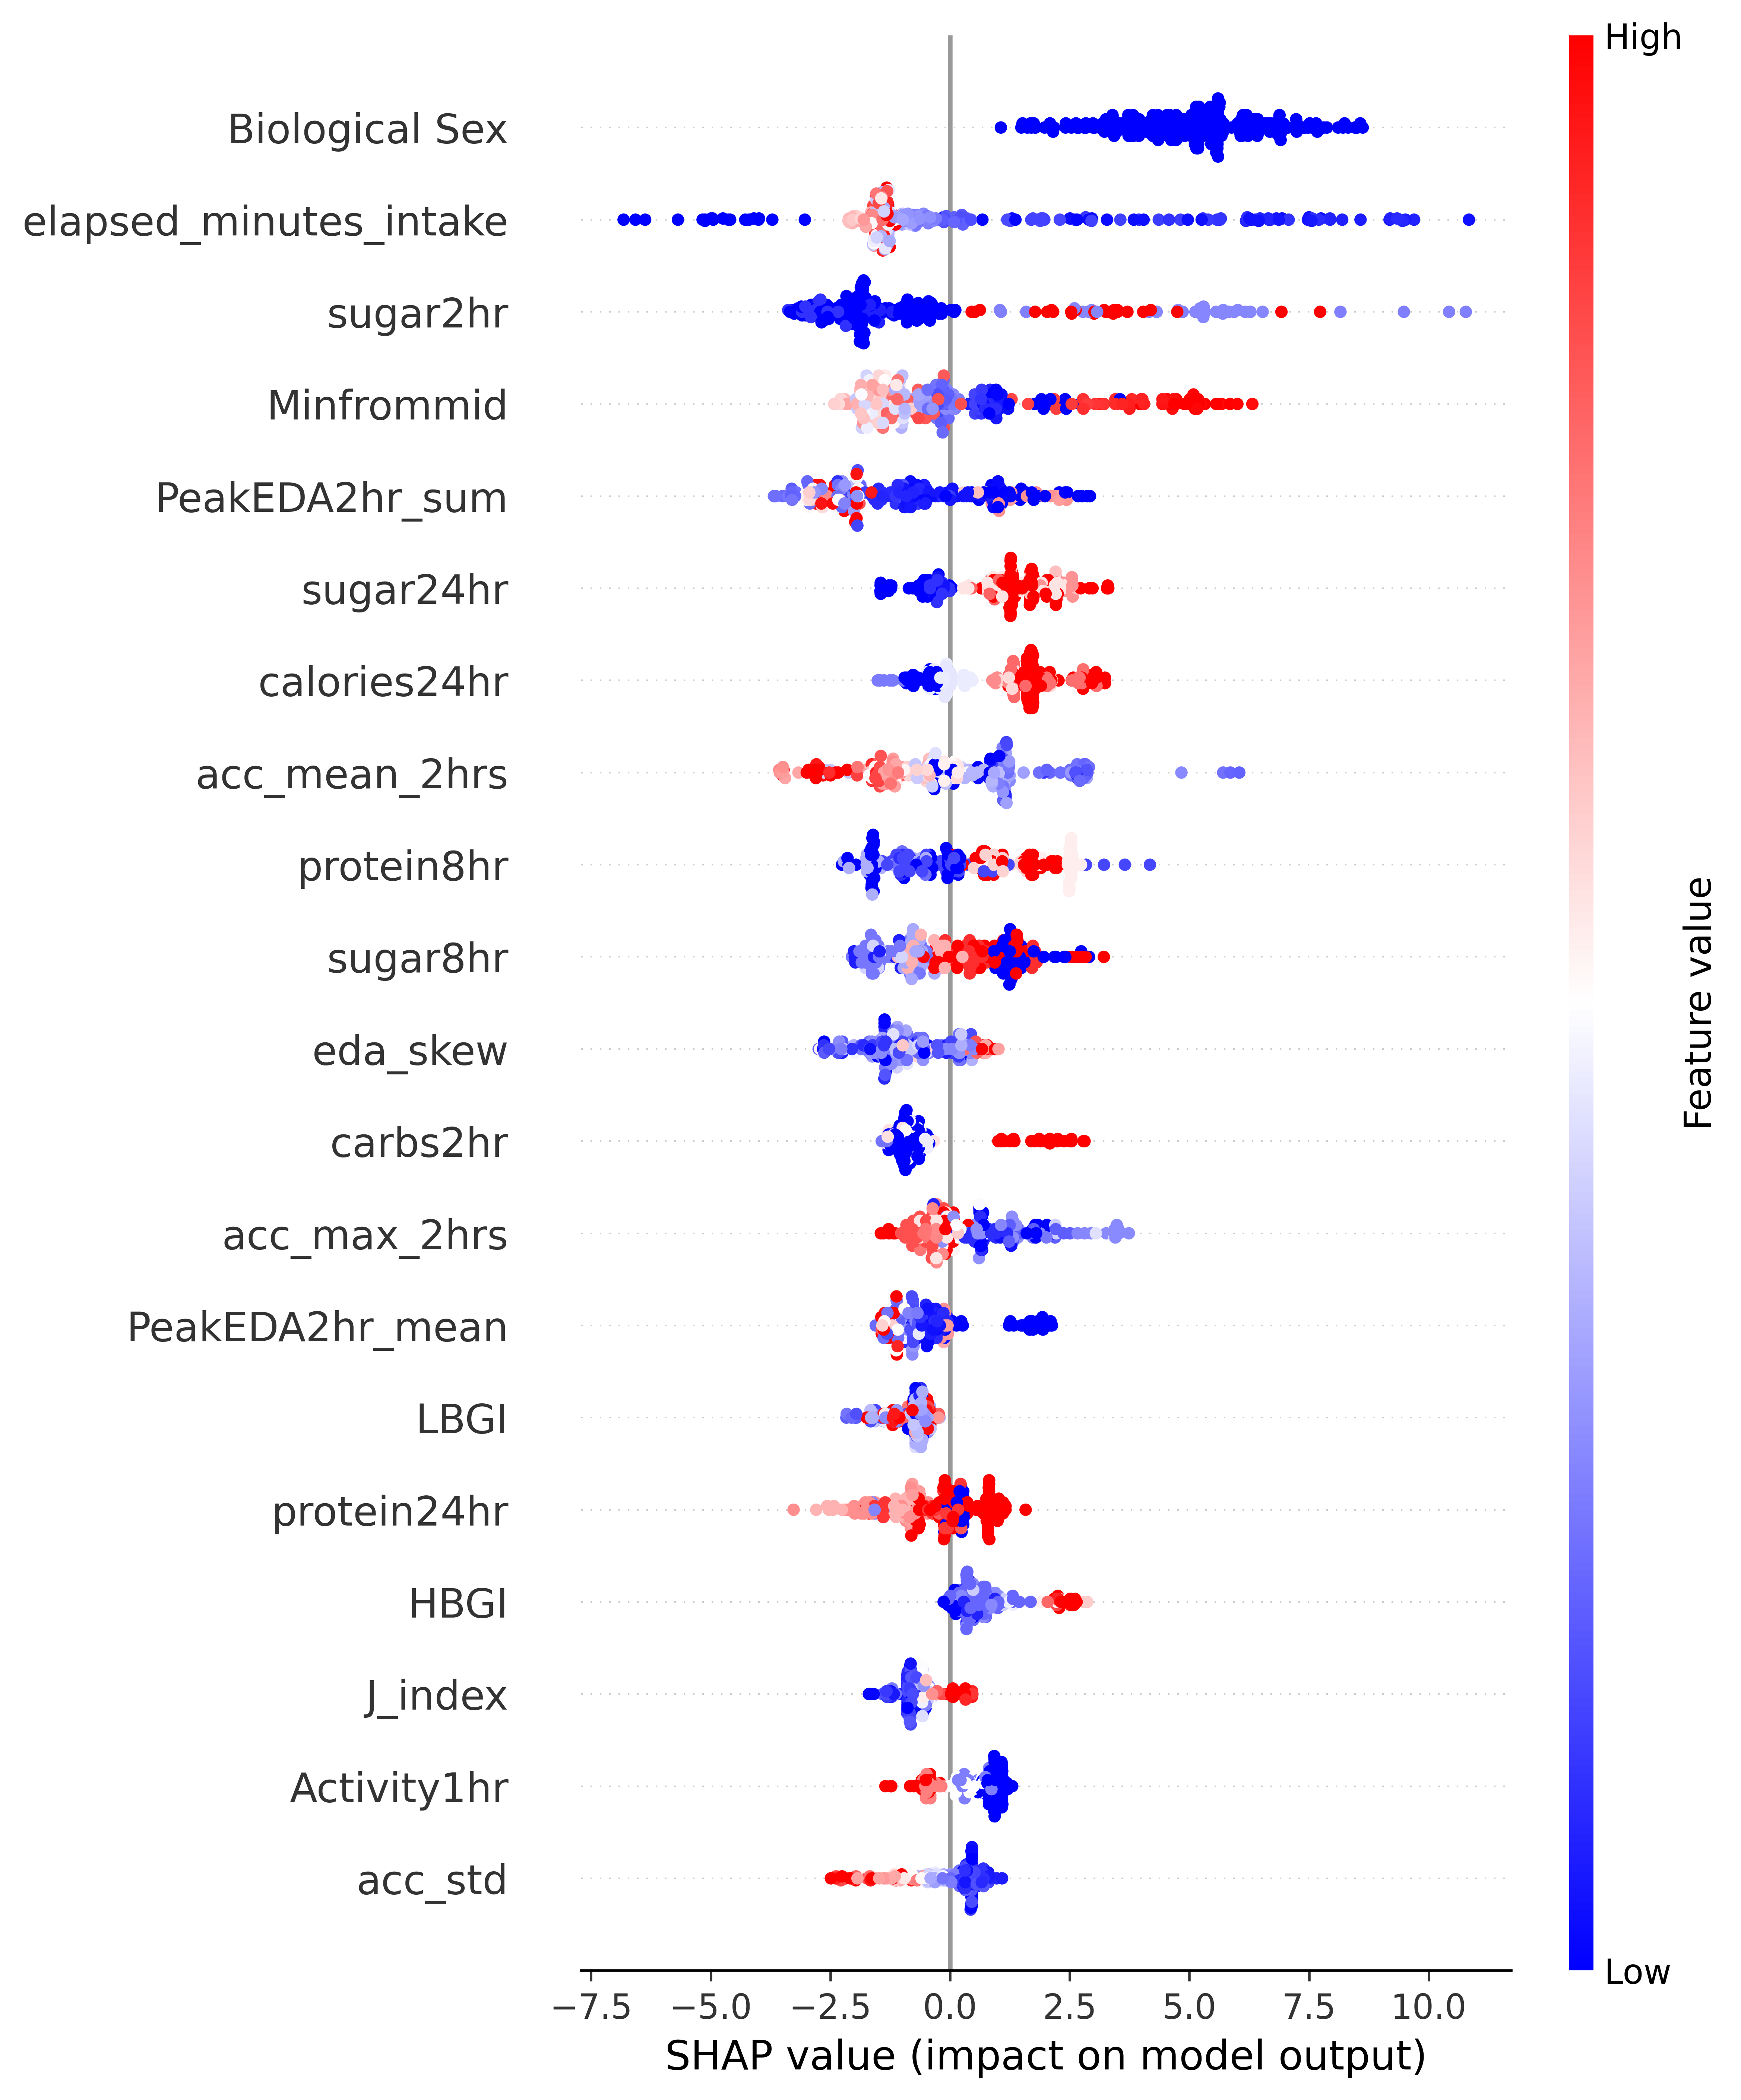 High
Biological Sex
elapsed_minutes_intake
sugar2hr
Minfrommid
PeakEDA2hr_sum
sugar24hr
calories24hr
acc_mean_2hrs
protein8hr
sugar8hr
eda_skew
carbs2hr
acc_max_2hrs
PeakEDA2hr_mean
LBGI
protein24hr
HBGI
J_index
Activity1hr
acc_std
Feature value
Low
−7.5 −5.0 −2.5 0.0 2.5 5.0 7.5 10.0
SHAP value (impact on model output)